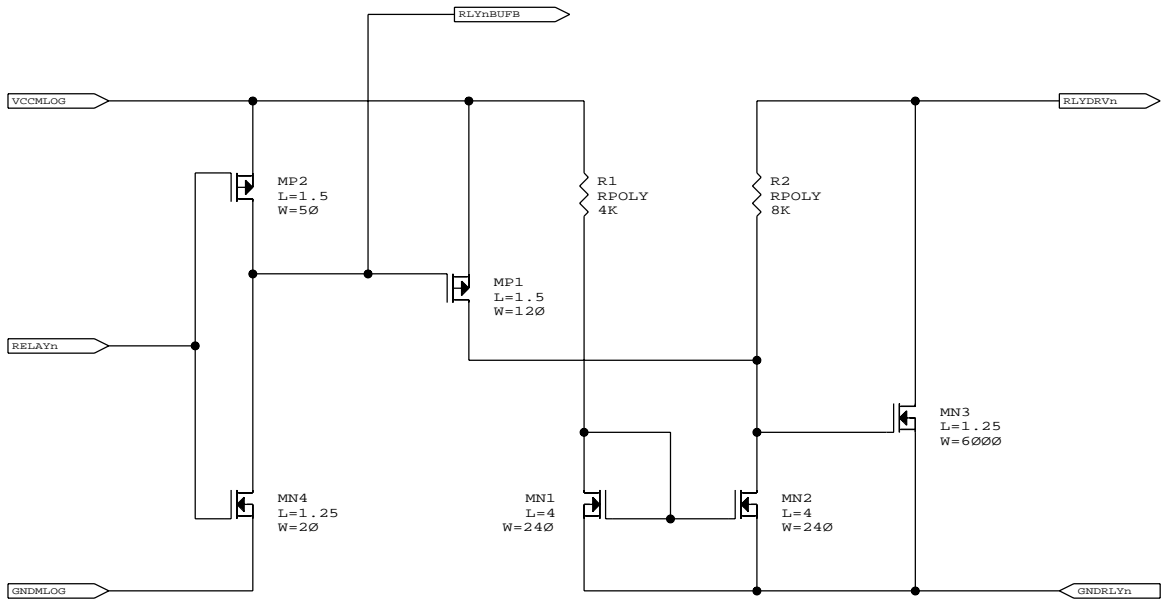 RLYnBUFB
VCCMLOG
RLYDRVn
MP2
L=1.5
W=5Ø
R1
RPOLY
4K
R2
RPOLY
8K
MP1
L=1.5
W=12Ø
RELAYn
MN3
L=1.25
W=6ØØØ
MN4
L=1.25
W=2Ø
MN1
L=4
W=24Ø
MN2
L=4
W=24Ø
GNDMLOG
GNDRLYn